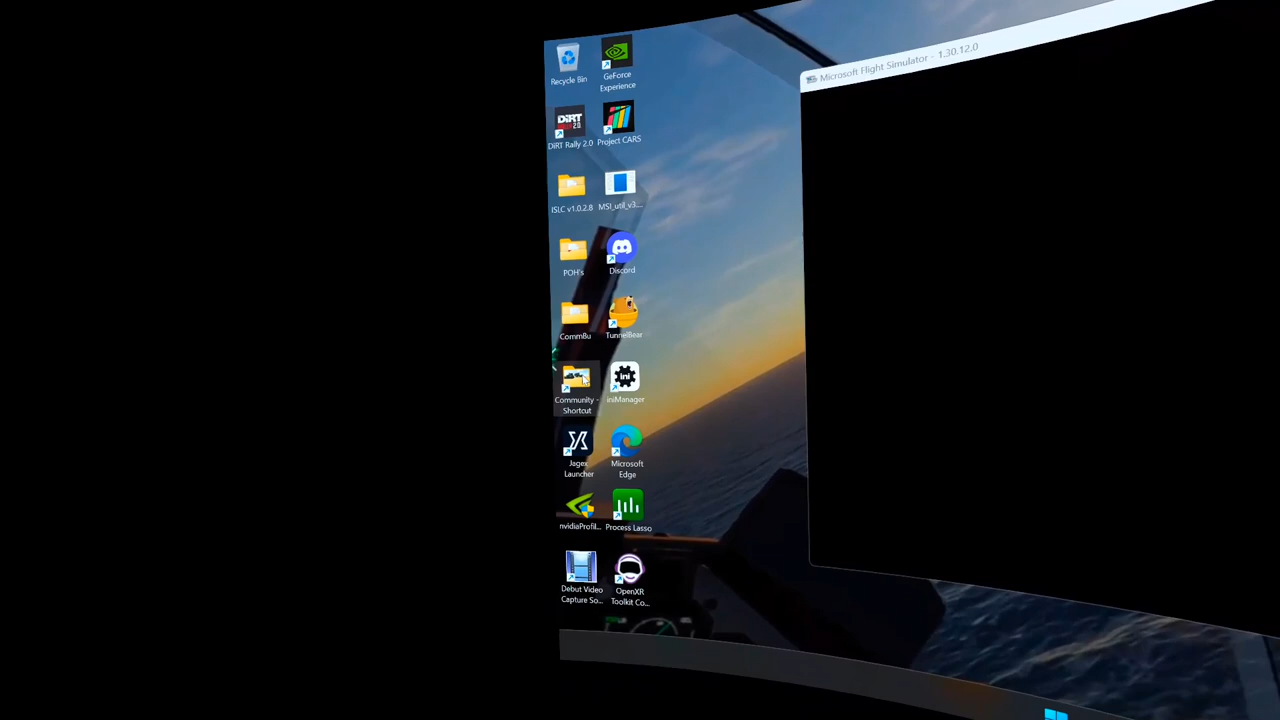 Microsoft Flight Simulator - 1.30.12.0
Recycle Bin
GeForce
Experience
DiRT Rally 2.0
Project CARS
ISLC v1.0.2.8
MSI_util_v3....
POH's
Discord
CommBu
TunnelBear
Community -
Shortcut
iniManager
Jagex
Launcher
Microsoft
Edge
nvidiaProfil...
Process Lasso
Debut Video
Capture So...
OpenXR
Toolkit Co...
DiRT
ini